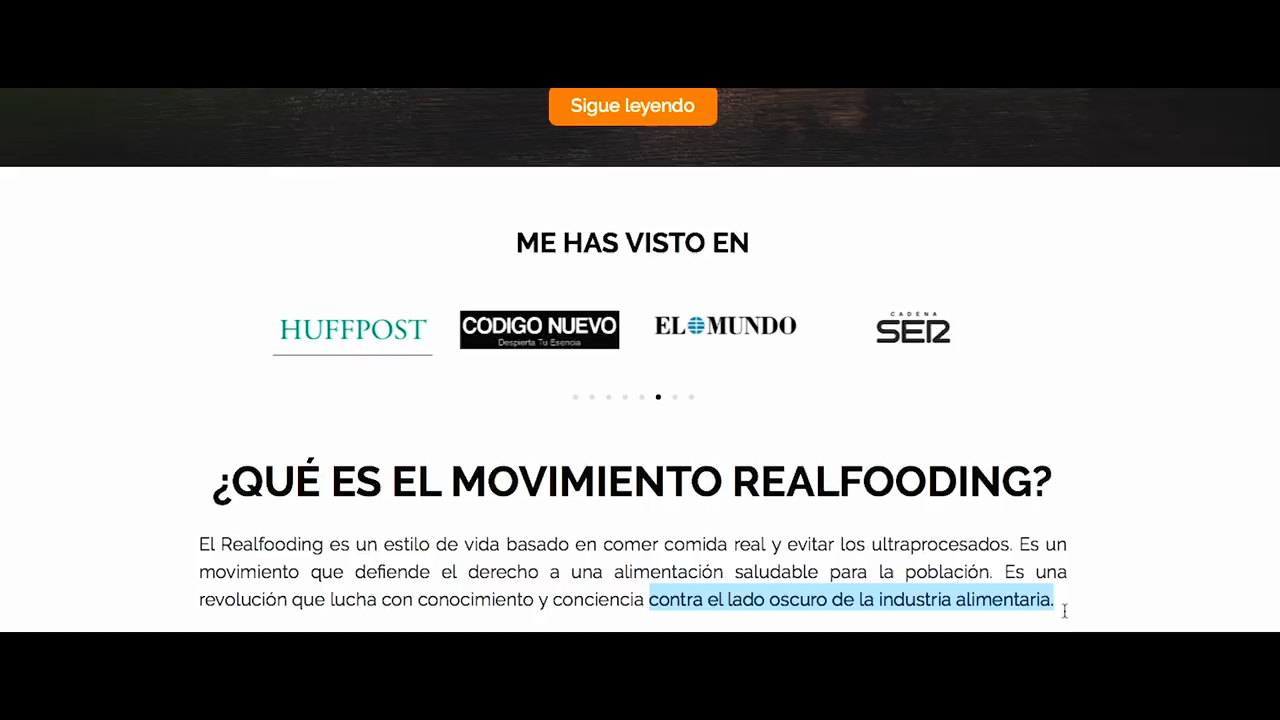 Sigue leyendo
ME HAS VISTO EN
HUFFPOST
CODIGO NUEVO
Despierta Tu Esencia
EL MUNDO
CADENA
SER
¿QUÉ ES EL MOVIMIENTO REALFOODING?
El Realfooding es un estilo de vida basado en comer comida real y evitar los ultraprocesados. Es un
movimiento que defiende el derecho a una alimentación saludable para la población. Es una
revolución que lucha con conocimiento y conciencia contra el lado oscuro de la industria alimentaria.